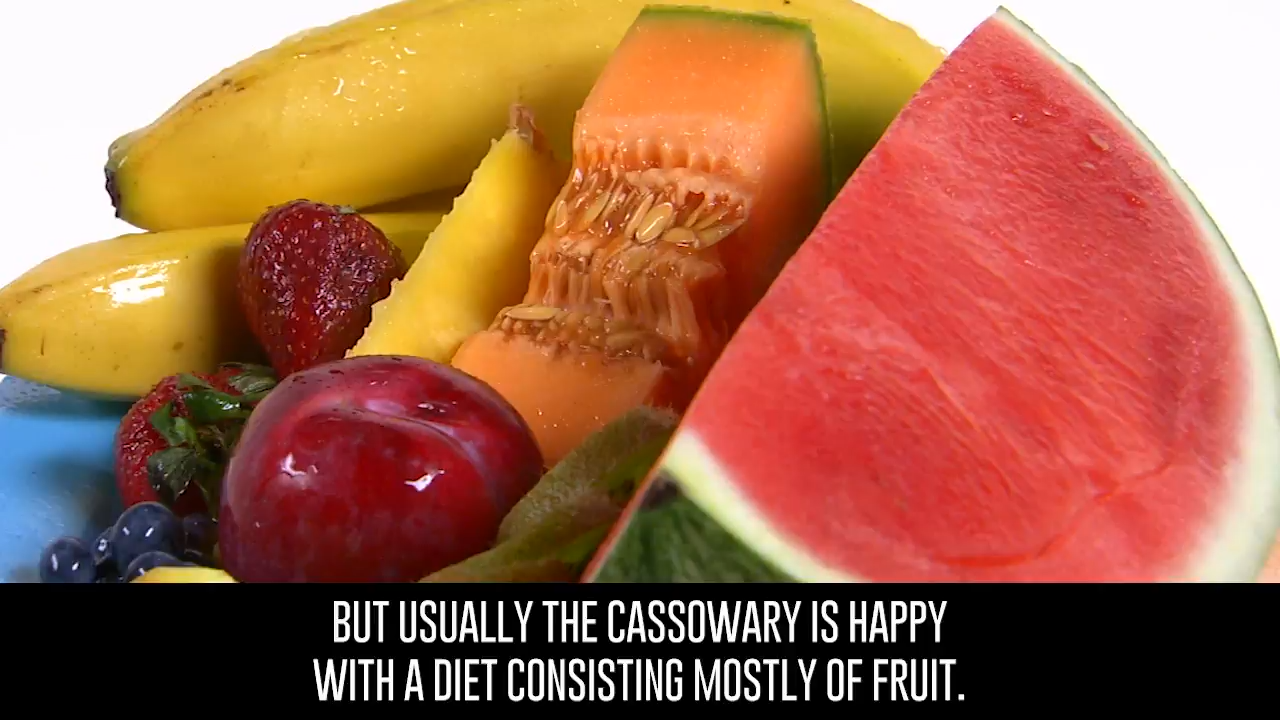 BUT USUALLY THE CASSOWARY IS HAPPY
WITH A DIET CONSISTING MOSTLY OF FRUIT.